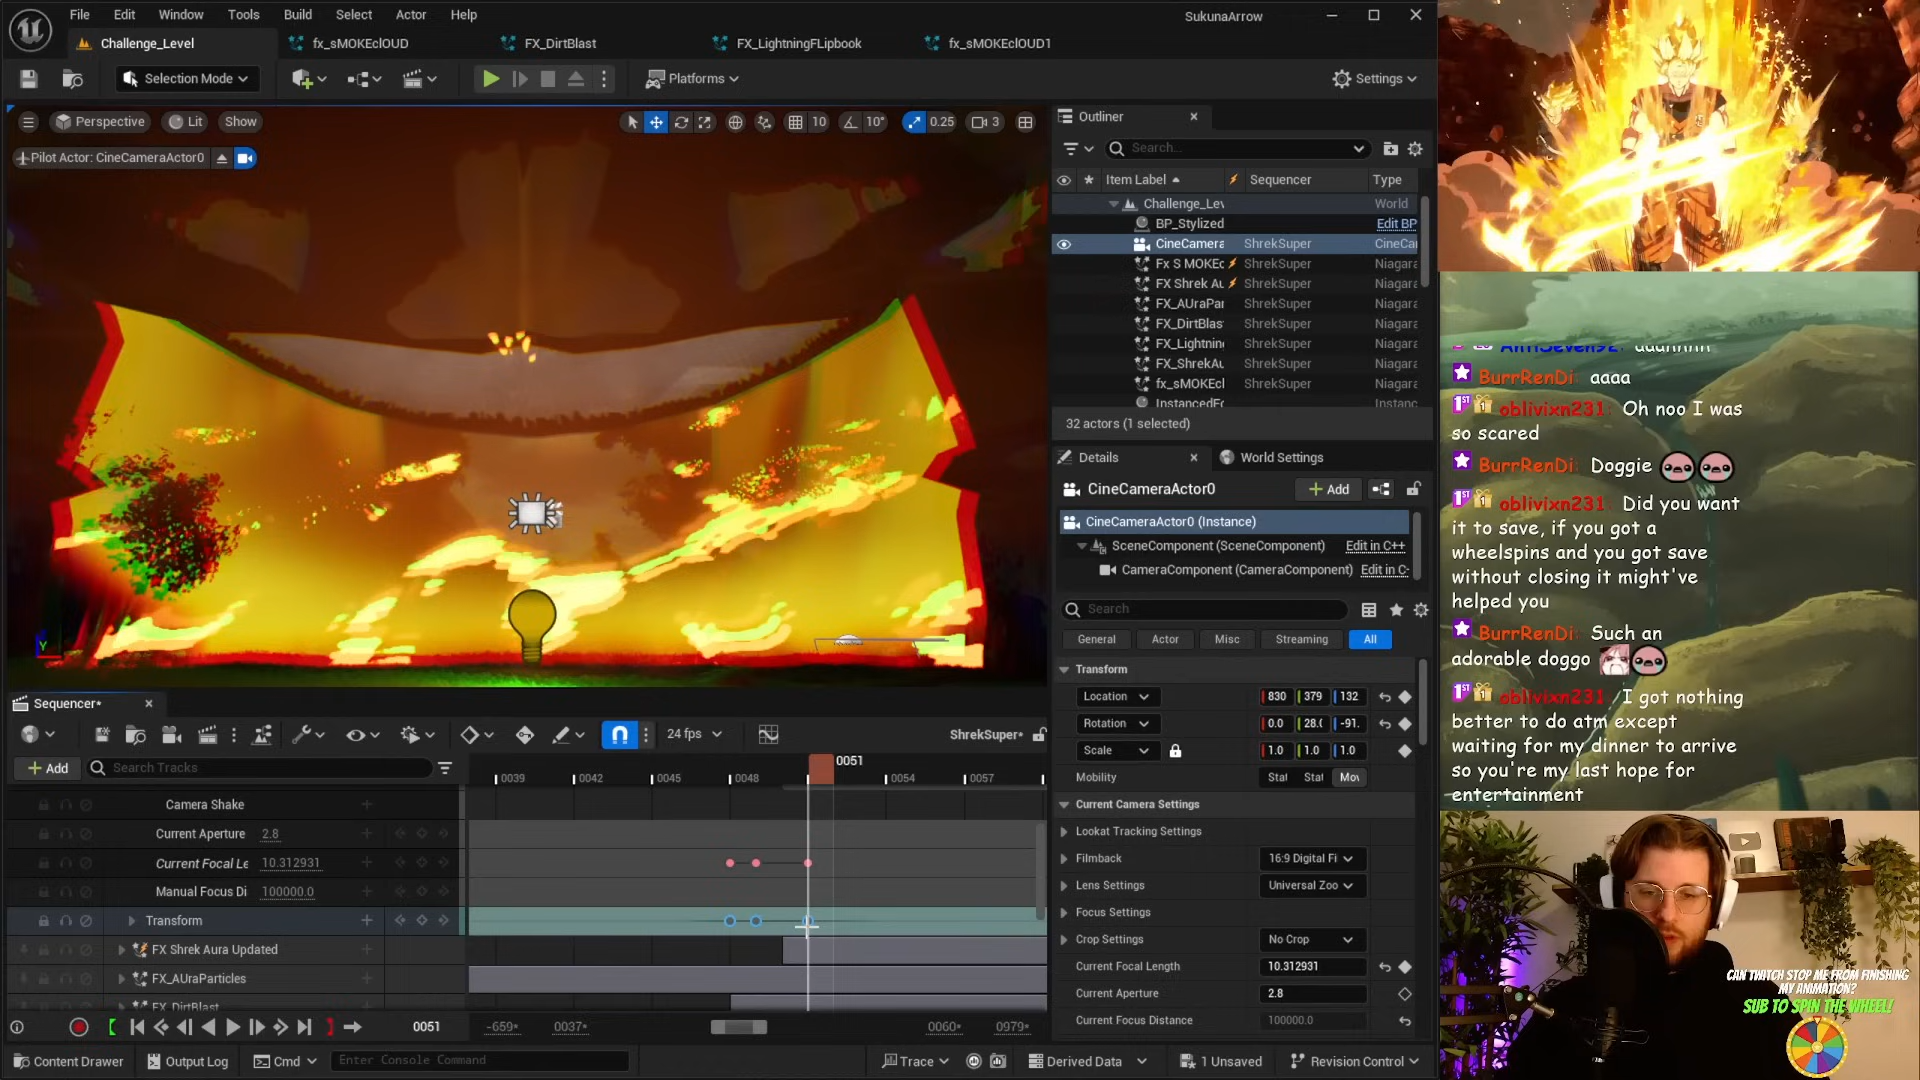 File Edit Window Tools Build Select Actor Help
SukunaArrow
Challenge_Level
fx_sMOKEclOUD
FX_DirtBlast
FX_LightningFLipbook
fx_sMOKEclOUD1
Selection Mode
Platforms
Settings
Perspective
Lit
Show
10
10°
0.25
3
Pilot Actor: CineCameraActor0
Outliner
Search...
Item Label
Sequencer
Type
Challenge_Lev
World
BP_Stylized
Edit BP
CineCamera
ShrekSuper
CineCa
Fx S MOKEc
ShrekSuper
Niagara
FX Shrek Au
ShrekSuper
Niagara
FX_AUraPar
ShrekSuper
Niagara
FX_DirtBlas
ShrekSuper
Niagara
FX_Lightnin
ShrekSuper
Niagara
FX_ShrekAu
ShrekSuper
Niagara
fx_sMOKEcl
ShrekSuper
Niagara
32 actors (1 selected)
Details
World Settings
CineCameraActor0
Add
CineCameraActor0 (Instance)
SceneComponent (SceneComponent)
Edit in C++
CameraComponent (CameraComponent)
Edit in C-
Search
General
Actor
Misc
Streaming
All
Transform
Location
830
379
132
Rotation
0.0
28.(
-91.
Scale
1.0
1.0
1.0
Mobility
Stat
Stat
Mov
Current Camera Settings
Lookat Tracking Settings
Filmback
16:9 Digital Fi
Lens Settings
Universal Zoo
Focus Settings
Crop Settings
No Crop
Current Focal Length
10.312931
Current Aperture
2.8
Current Focus Distance
100000.0
Sequencer*
24 fps
ShrekSuper*
Add
Search Tracks
0039
0042
0045
0048
0051
0054
0057
Camera Shake
Current Aperture
2.8
Current Focal Le
10.312931
Manual Focus Di
100000.0
Transform
FX Shrek Aura Updated
FX_AUraParticles
FX_DirtBlast
0051
-659*
0037*
0060*
0979*
Content Drawer
Output Log
Cmd
Enter Console Command
Trace
Derived Data
1 Unsaved
Revision Control
BurrRenDi: aaaa
oblivixn231: Oh noo I was
so scared
BurrRenDi: Doggie
oblivixn231: Did you want
it to save, if you got a
wheelspins and you got save
without closing it might've
helped you
BurrRenDi: Such an
adorable doggo
oblivixn231: I got nothing
better to do atm except
waiting for my dinner to arrive
so you're my last hope for
entertainment
CAN TWITCH STOP ME FROM FINISHING
MY ANIMATION?
SUB TO SPIN THE WHEEL!